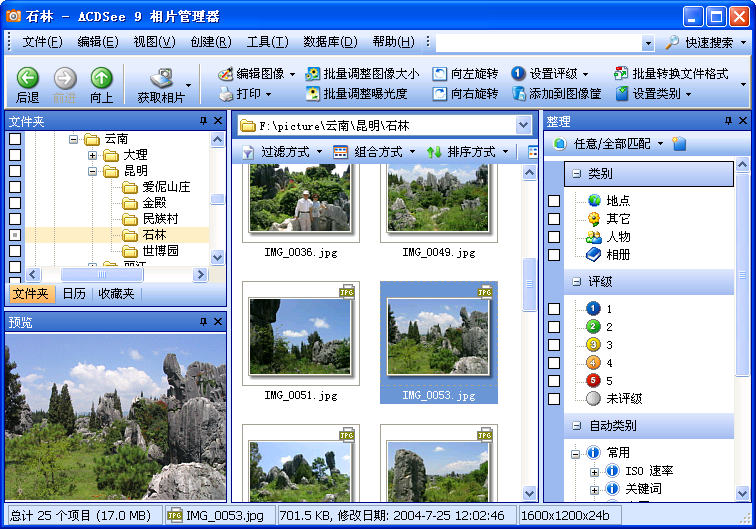 石林 - ACDSee 9 相片管理器
文件(F) 编辑(E) 视图(V) 创建(R) 工具(T) 数据库(D) 帮助(H) 快速搜索
后退 前进 向上 获取相片
编辑图像 批量调整图像大小 向左旋转 设置评级 批量转换文件格式
打印 批量调整曝光度 向右旋转 添加到图像筐 设置类别
文件夹
云南
大理
昆明
爱伲山庄
金殿
民族村
石林
世博园
丽江
文件夹 日历 收藏夹
预览
F:\picture\云南\昆明\石林
过滤方式 组合方式 排序方式
IMG_0036.jpg IMG_0049.jpg
JPG JPG
IMG_0051.jpg IMG_0053.jpg
JPG JPG
整理
任意/全部匹配
类别
地点
其它
人物
相册
评级
1 1
2 2
3 3
4 4
5 5
未评级
自动类别
常用
ISO 速率
关键词
总计 25 个项目 (17.0 MB) JPG IMG_0053.jpg 701.5 KB, 修改日期: 2004-7-25 12:02:46 1600x1200x24b